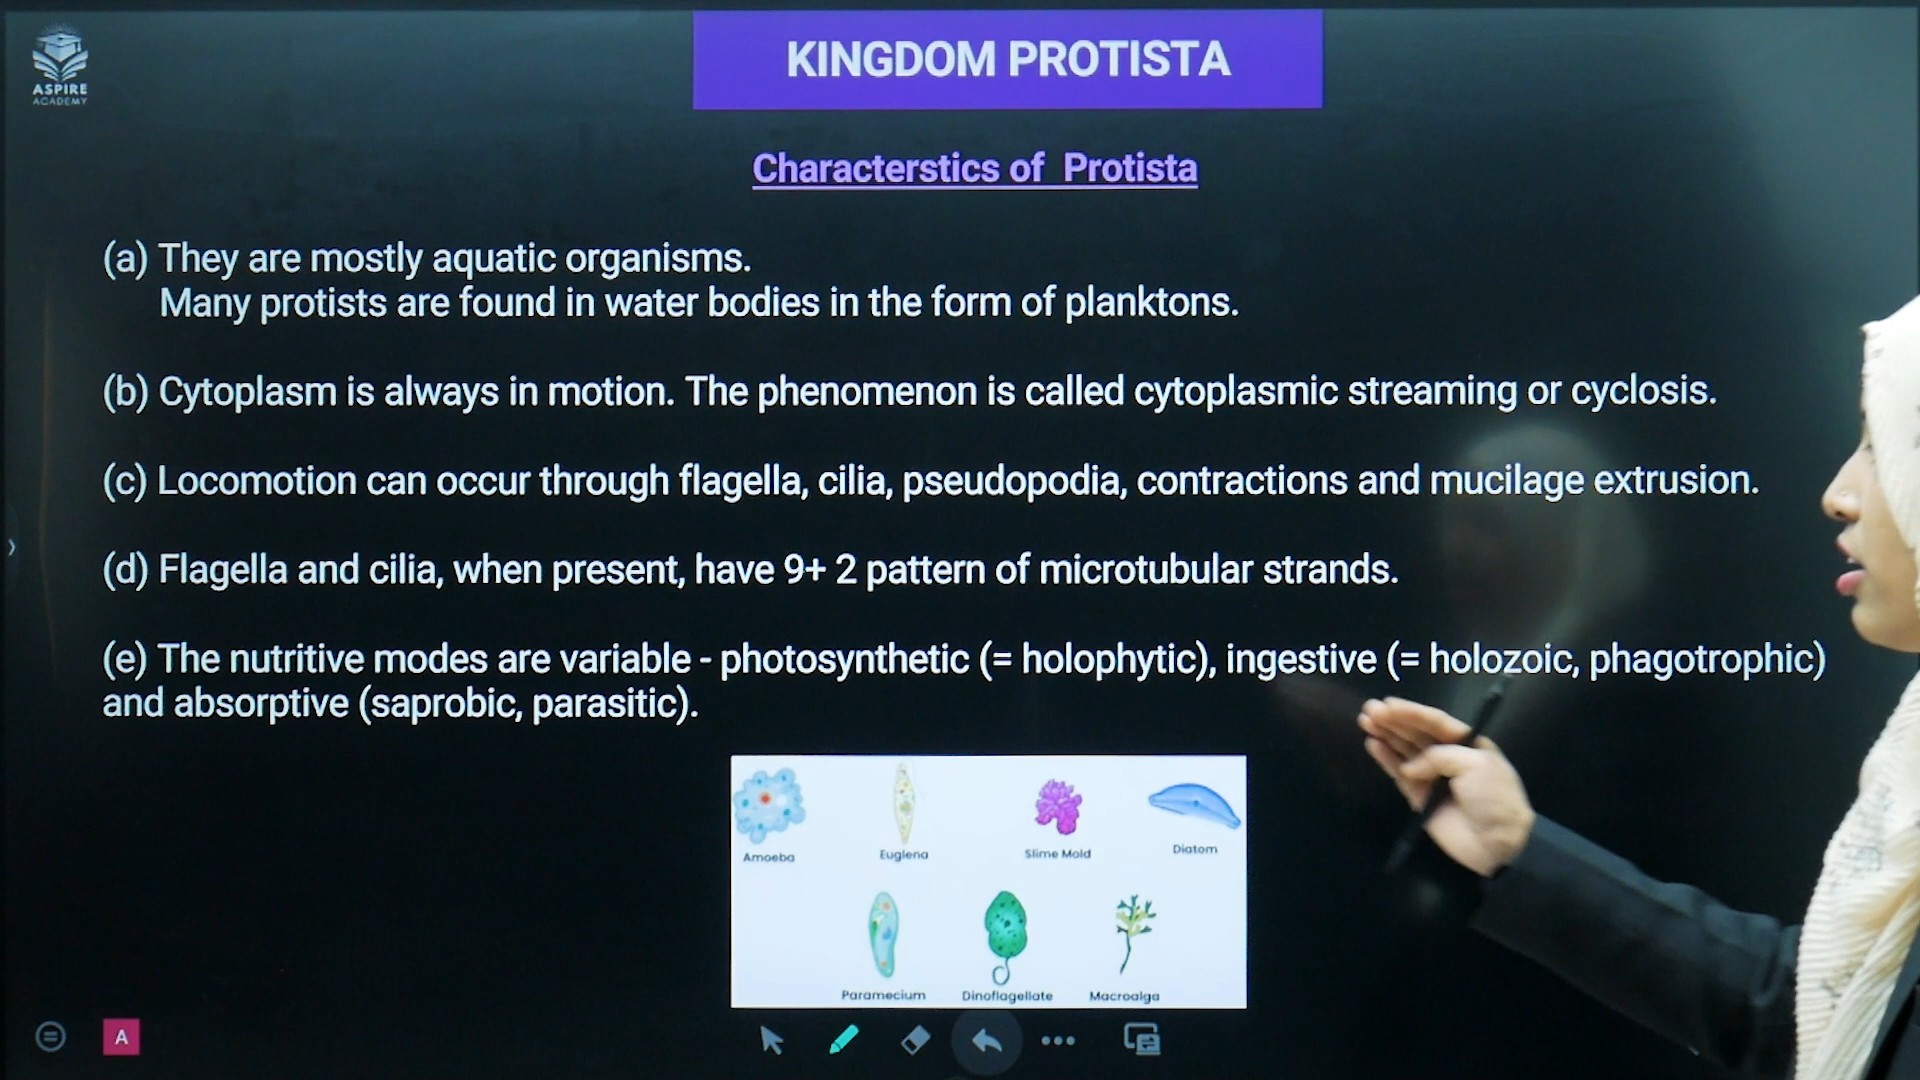 ASPIRE
ACADEMY
KINGDOM PROTISTA
Characterstics of Protista
(a) They are mostly aquatic organisms.
Many protists are found in water bodies in the form of planktons.
(b) Cytoplasm is always in motion. The phenomenon is called cytoplasmic streaming or cyclosis.
(c) Locomotion can occur through flagella, cilia, pseudopodia, contractions and mucilage extrusion.
(d) Flagella and cilia, when present, have 9+ 2 pattern of microtubular strands.
(e) The nutritive modes are variable - photosynthetic (= holophytic), ingestive (= holozoic, phagotrophic)
and absorptive (saprobic, parasitic).
Amoeba
Euglena
Slime Mold
Diatom
Paramecium
Dinoflagellate
Macroalga
A